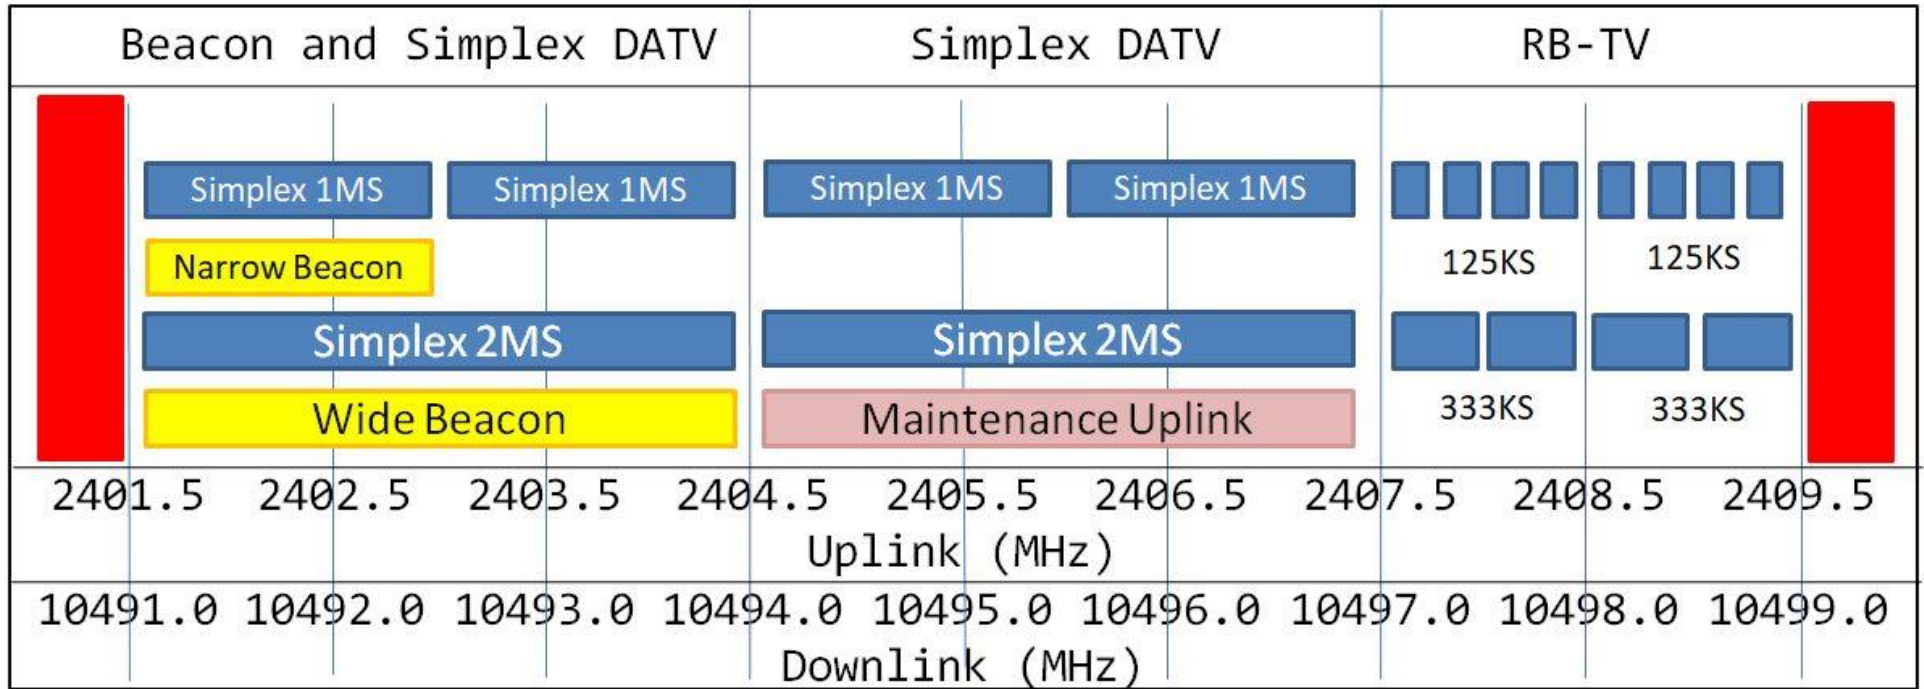 Beacon and Simplex DATV Simplex DATV RB-TV
Simplex 1MS Simplex 1MS Simplex 1MS Simplex 1MS
Narrow Beacon 125KS 125KS
Simplex 2MS Simplex 2MS
Wide Beacon Maintenance Uplink 333KS 333KS
2401.5 2402.5 2403.5 2404.5 2405.5 2406.5 2407.5 2408.5 2409.5
Uplink (MHz)
10491.0 10492.0 10493.0 10494.0 10495.0 10496.0 10497.0 10498.0 10499.0
Downlink (MHz)